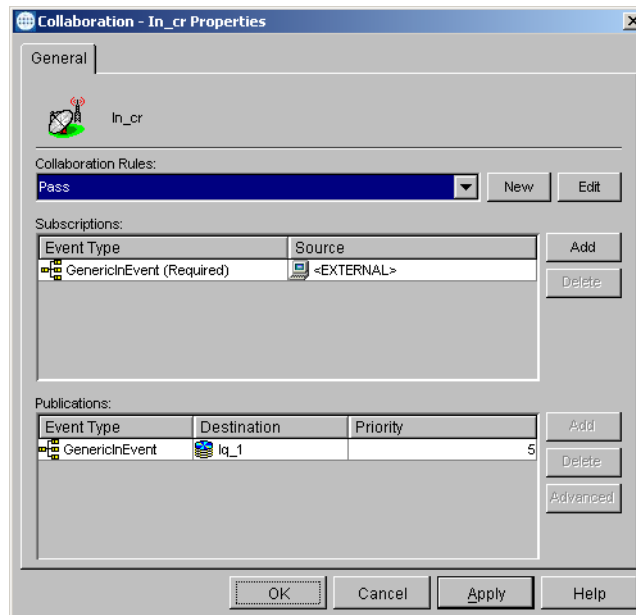 Collaboration - In_cr Properties
General
In_cr
Collaboration Rules:
Pass
New
Edit
Subscriptions:
Event Type Source
GenericInEvent (Required) <EXTERNAL>
Add
Delete
Publications:
Event Type Destination Priority
GenericInEvent Iq_1 5
Add
Delete
Advanced
OK Cancel Apply Help